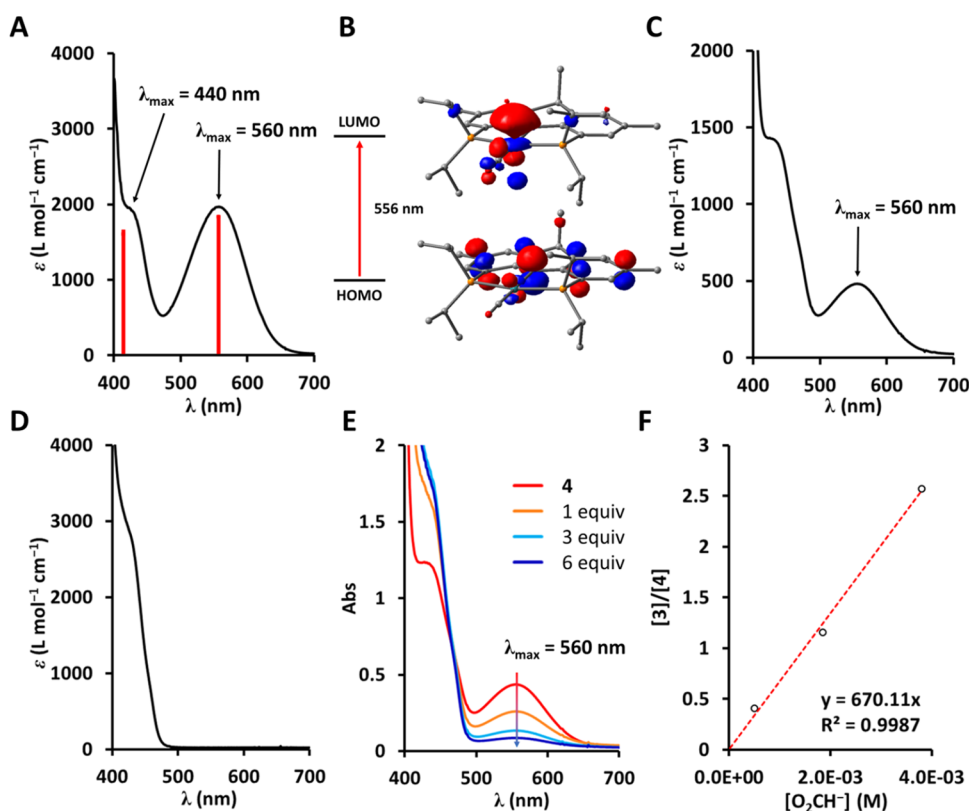 A
4000
3000
2000
1000
0
ε (L mol⁻¹ cm⁻¹)
λmax = 440 nm
λmax = 560 nm
400 500 600 700
λ (nm)
B
LUMO
556 nm
HOMO
C
2000
1500
1000
500
0
ε (L mol⁻¹ cm⁻¹)
λmax = 560 nm
400 500 600 700
λ (nm)
D
4000
3000
2000
1000
0
ε (L mol⁻¹ cm⁻¹)
400 500 600 700
λ (nm)
E
2
1.5
1
0.5
0
Abs
4
1 equiv
3 equiv
6 equiv
λmax = 560 nm
400 500 600 700
λ (nm)
F
3
2.5
2
1.5
1
0.5
0
[3]/[4]
y = 670.11x
R² = 0.9987
0.0E+00 2.0E-03 4.0E-03
[O₂CH⁻] (M)